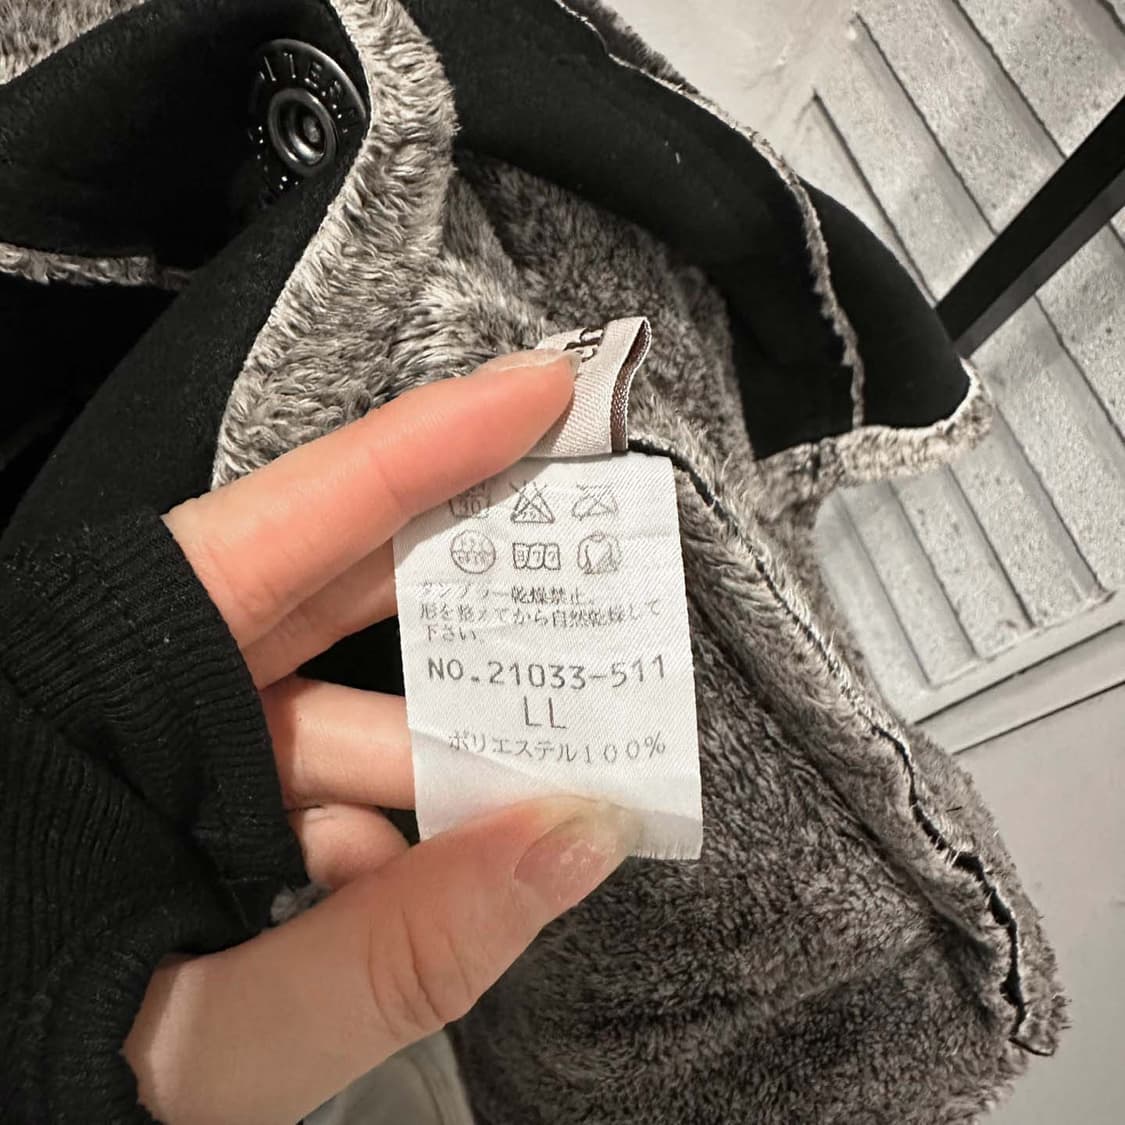 ch
タンブラー乾燥禁止
形を整えてから自然乾燥して
下さい。
NO.21033-511
LL
ポリエステル100%